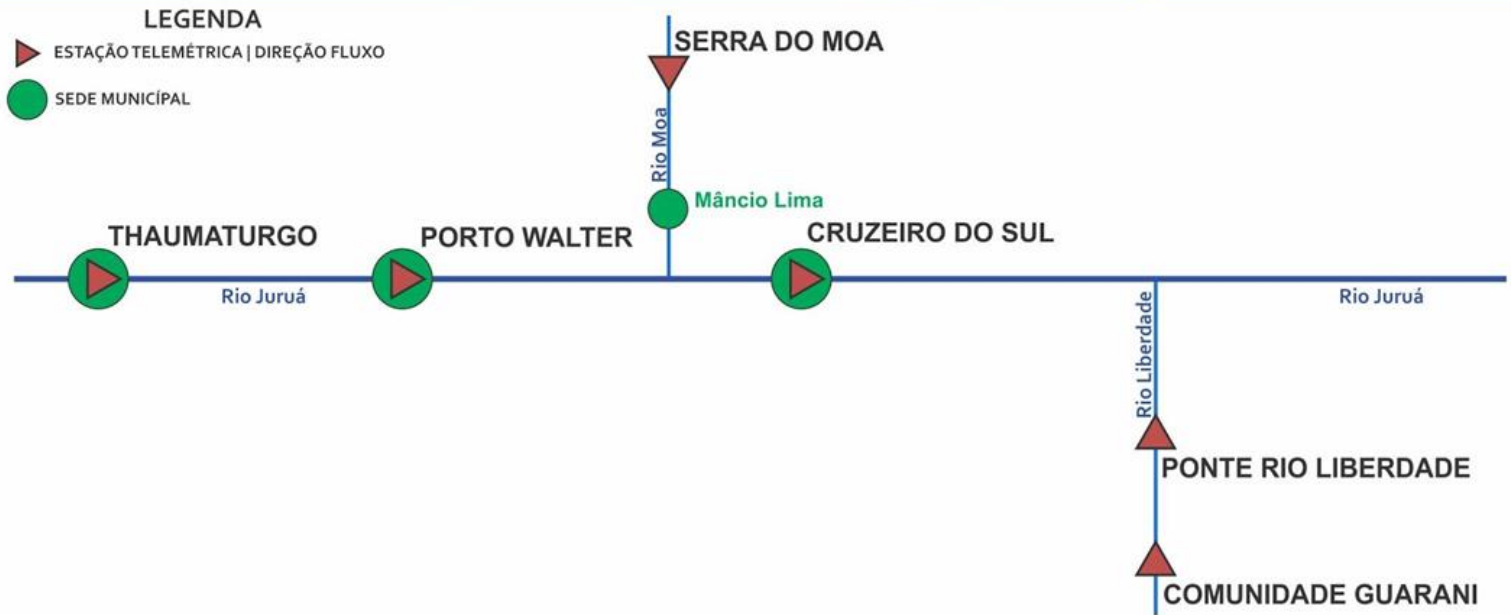 LEGENDA
ESTAÇÃO TELEMÉTRICA | DIREÇÃO FLUXO
SEDE MUNICÍPAL
SERRA DO MOA
Rio Moa
Mâncio Lima
THAUMATURGO
PORTO WALTER
CRUZEIRO DO SUL
Rio Juruá
Rio Juruá
Rio Liberdade
PONTE RIO LIBERDADE
COMUNIDADE GUARANI